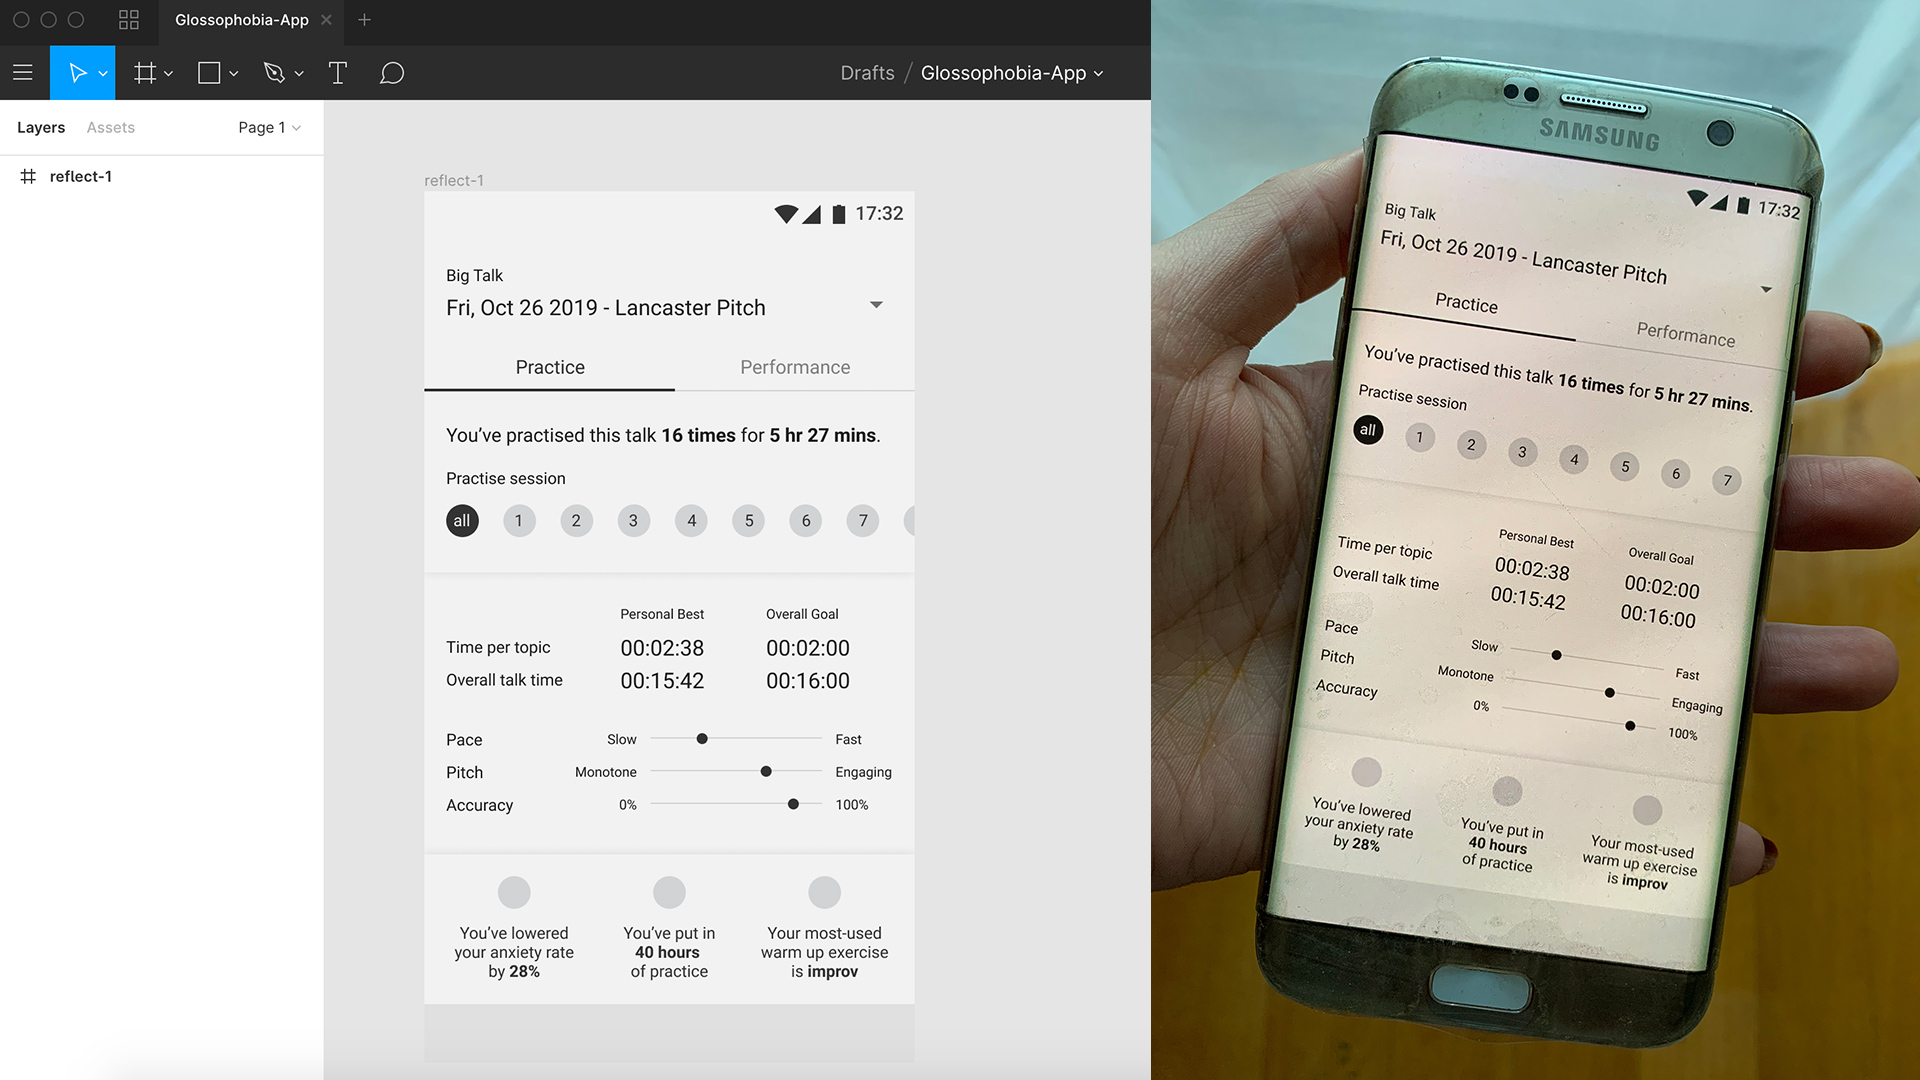 Glossophobia-App
Drafts / Glossophobia-App
Layers Assets Page 1
reflect-1
reflect-1
17:32
Big Talk
Fri, Oct 26 2019 - Lancaster Pitch
Practice Performance
You’ve practised this talk 16 times for 5 hr 27 mins.
Practise session
all 1 2 3 4 5 6 7
Personal Best Overall Goal
Time per topic 00:02:38 00:02:00
Overall talk time 00:15:42 00:16:00
Pace Slow Fast
Pitch Monotone Engaging
Accuracy 0% 100%
You’ve lowered
your anxiety rate
by 28%
You’ve put in
40 hours
of practice
Your most-used
warm up exercise
is improv
SAMSUNG
17:32
Big Talk
Fri, Oct 26 2019 - Lancaster Pitch
Practice Performance
You’ve practised this talk 16 times for 5 hr 27 mins.
Practise session
all 1 2 3 4 5 6 7
Personal Best Overall Goal
Time per topic 00:02:38 00:02:00
Overall talk time 00:15:42 00:16:00
Pace Slow Fast
Pitch Monotone Engaging
Accuracy 0% 100%
You’ve lowered
your anxiety rate
by 28%
You’ve put in
40 hours
of practice
Your most-used
warm up exercise
is improv